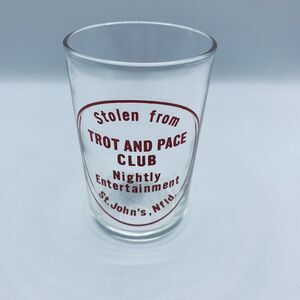 Stolen from
TROT AND PACE
CLUB
Nightly
Entertainment
St. John's, Nfld.